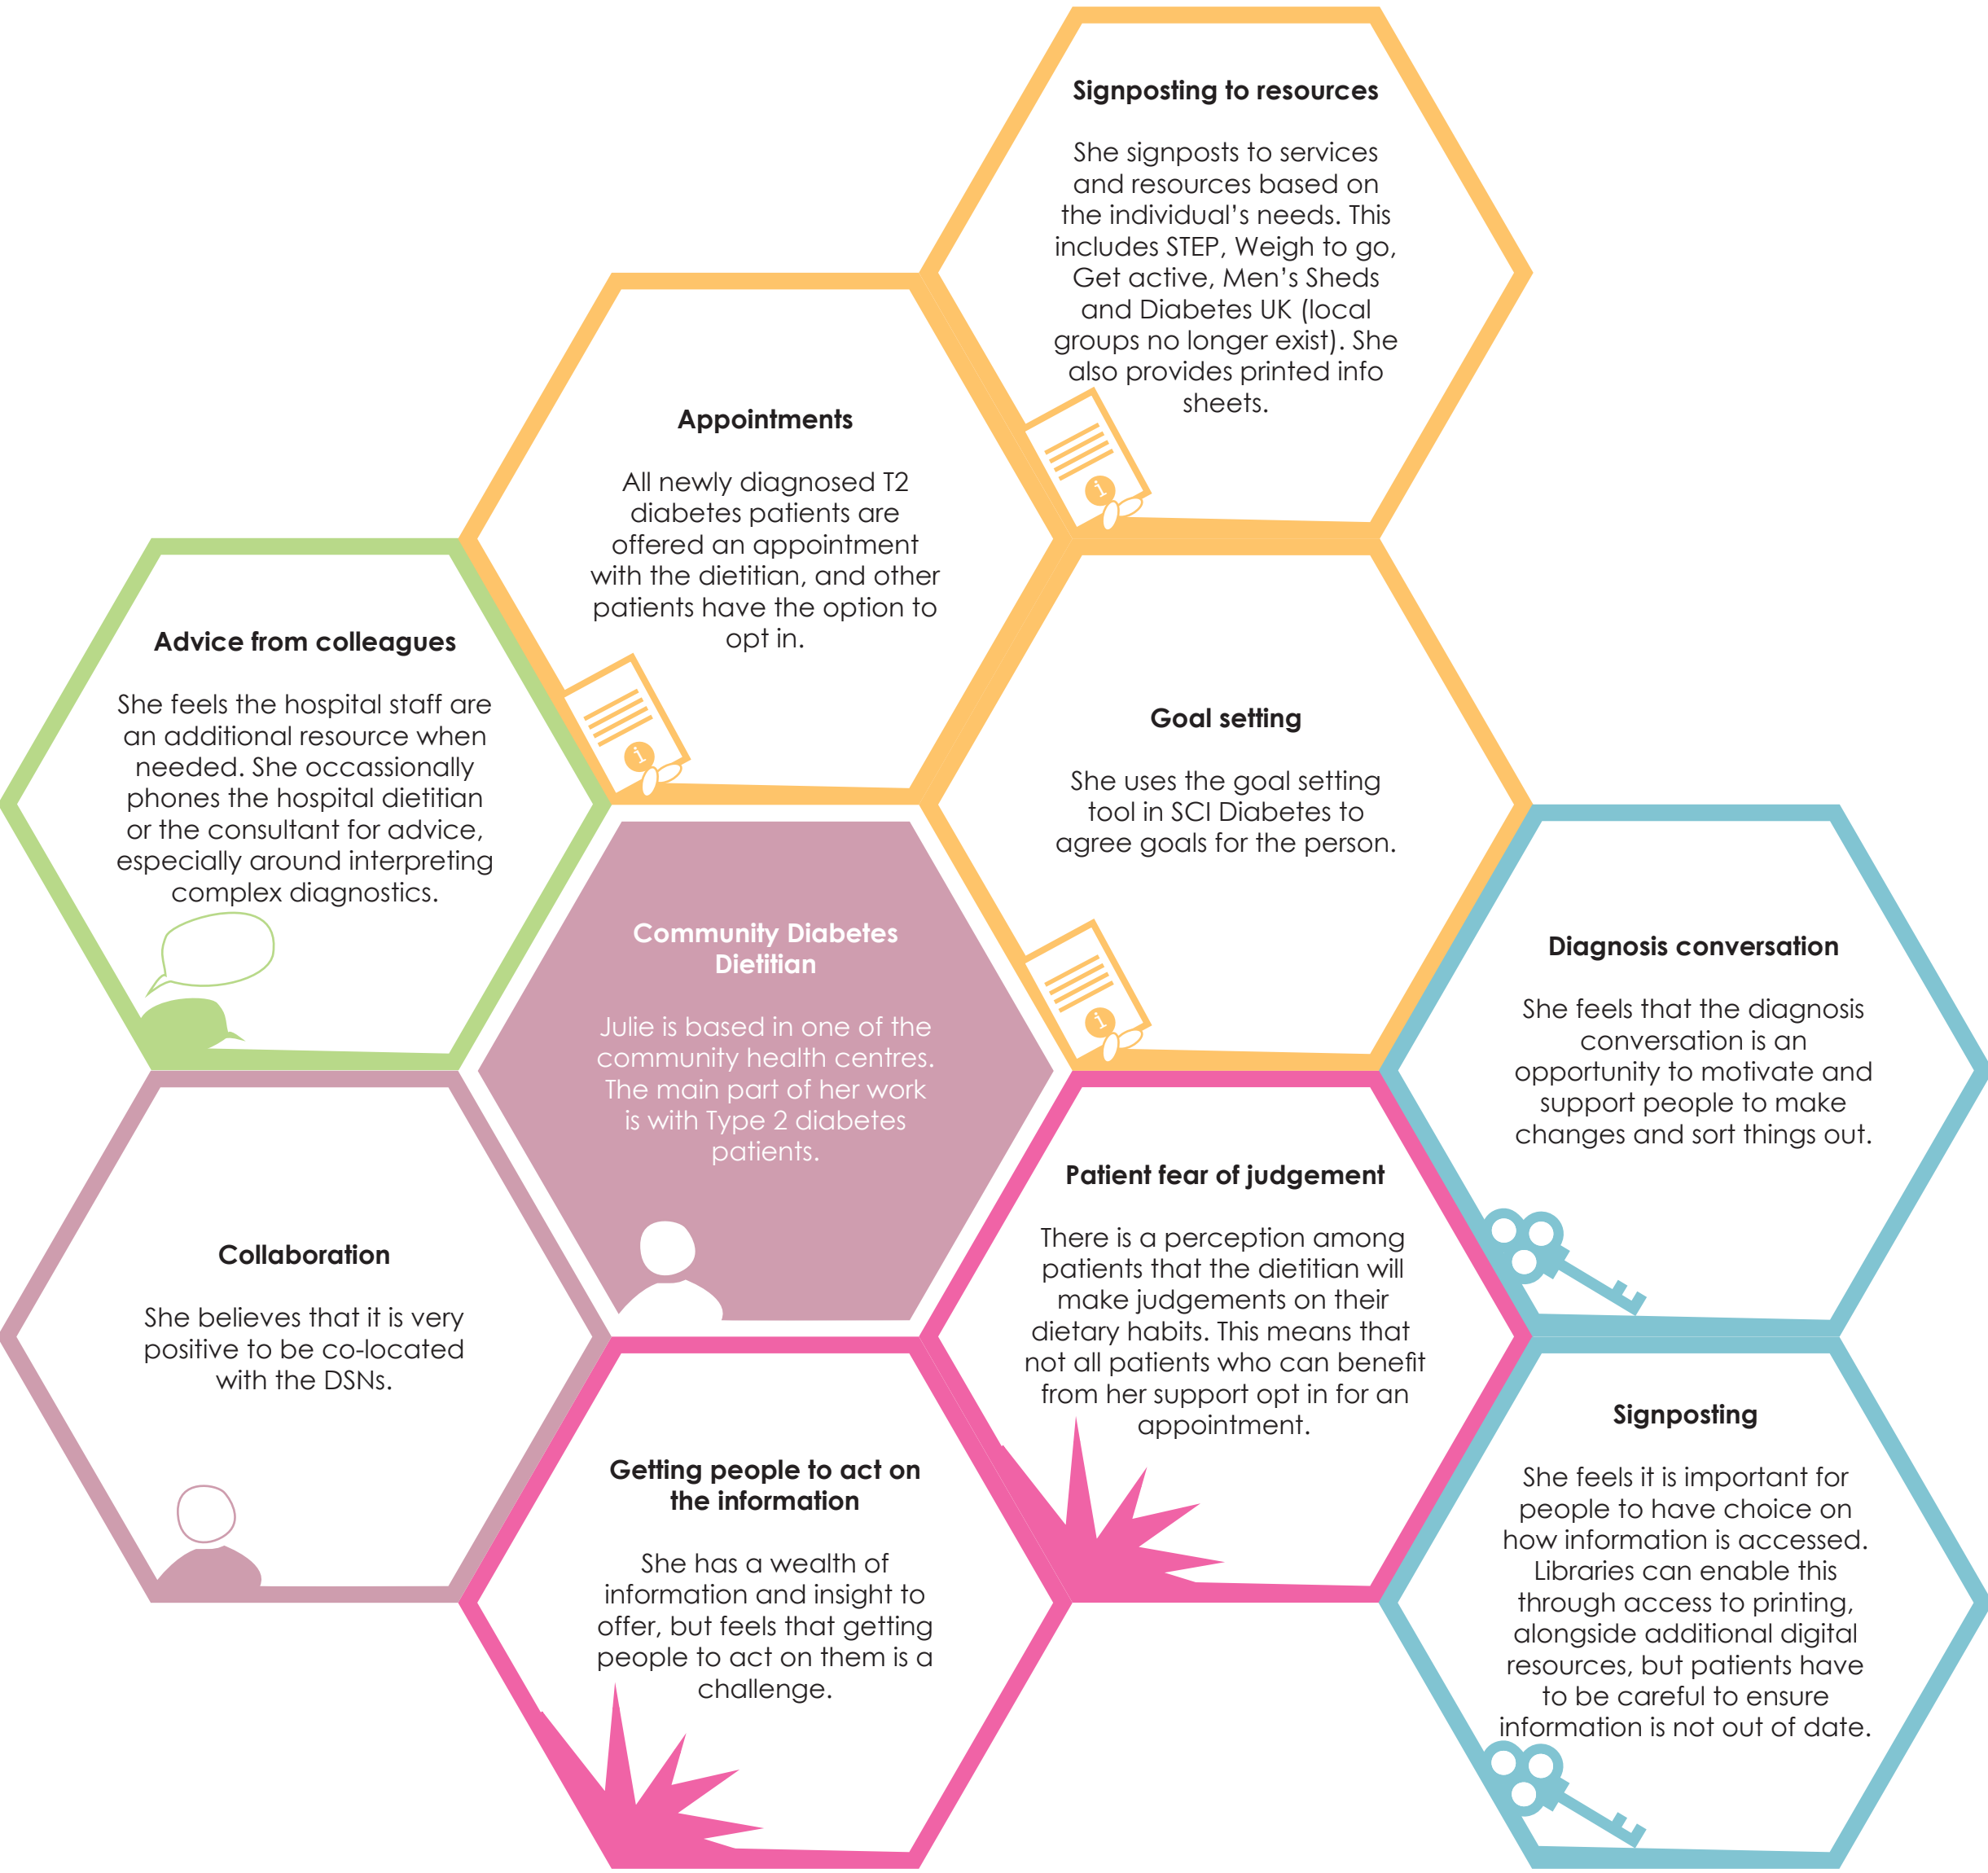 Signposting to resources
She signposts to services
and resources based on
the individual’s needs. This
includes STEP, Weigh to go,
Get active, Men’s Sheds
and Diabetes UK (local
groups no longer exist). She
also provides printed info
sheets.
Appointments
All newly diagnosed T2
diabetes patients are
offered an appointment
with the dietitian, and other
patients have the option to
opt in.
Advice from colleagues
She feels the hospital staff are
an additional resource when
needed. She occassionally
phones the hospital dietitian
or the consultant for advice,
especially around interpreting
complex diagnostics.
Goal setting
She uses the goal setting
tool in SCI Diabetes to
agree goals for the person.
Community Diabetes
Dietitian
Julie is based in one of the
community health centres.
The main part of her work
is with Type 2 diabetes
patients.
Diagnosis conversation
She feels that the diagnosis
conversation is an
opportunity to motivate and
support people to make
changes and sort things out.
Patient fear of judgement
There is a perception among
patients that the dietitian will
make judgements on their
dietary habits. This means that
not all patients who can benefit
from her support opt in for an
appointment.
Collaboration
She believes that it is very
positive to be co-located
with the DSNs.
Getting people to act on
the information
She has a wealth of
information and insight to
offer, but feels that getting
people to act on them is a
challenge.
Signposting
She feels it is important for
people to have choice on
how information is accessed.
Libraries can enable this
through access to printing,
alongside additional digital
resources, but patients have
to be careful to ensure
information is not out of date.
i
i
i